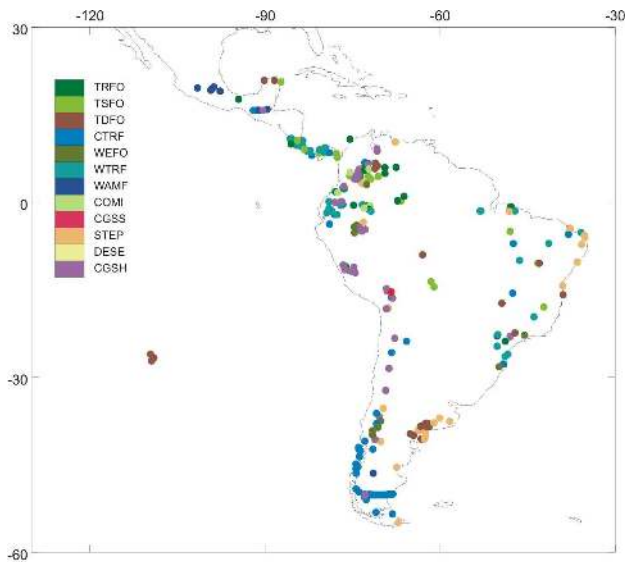 -120 -90 -60 -30
30
0
-30
-60
TRFO
TSFO
TDFO
CTRF
WEFO
WTRF
WAMF
COMI
CGSS
STEP
DESE
CGSH